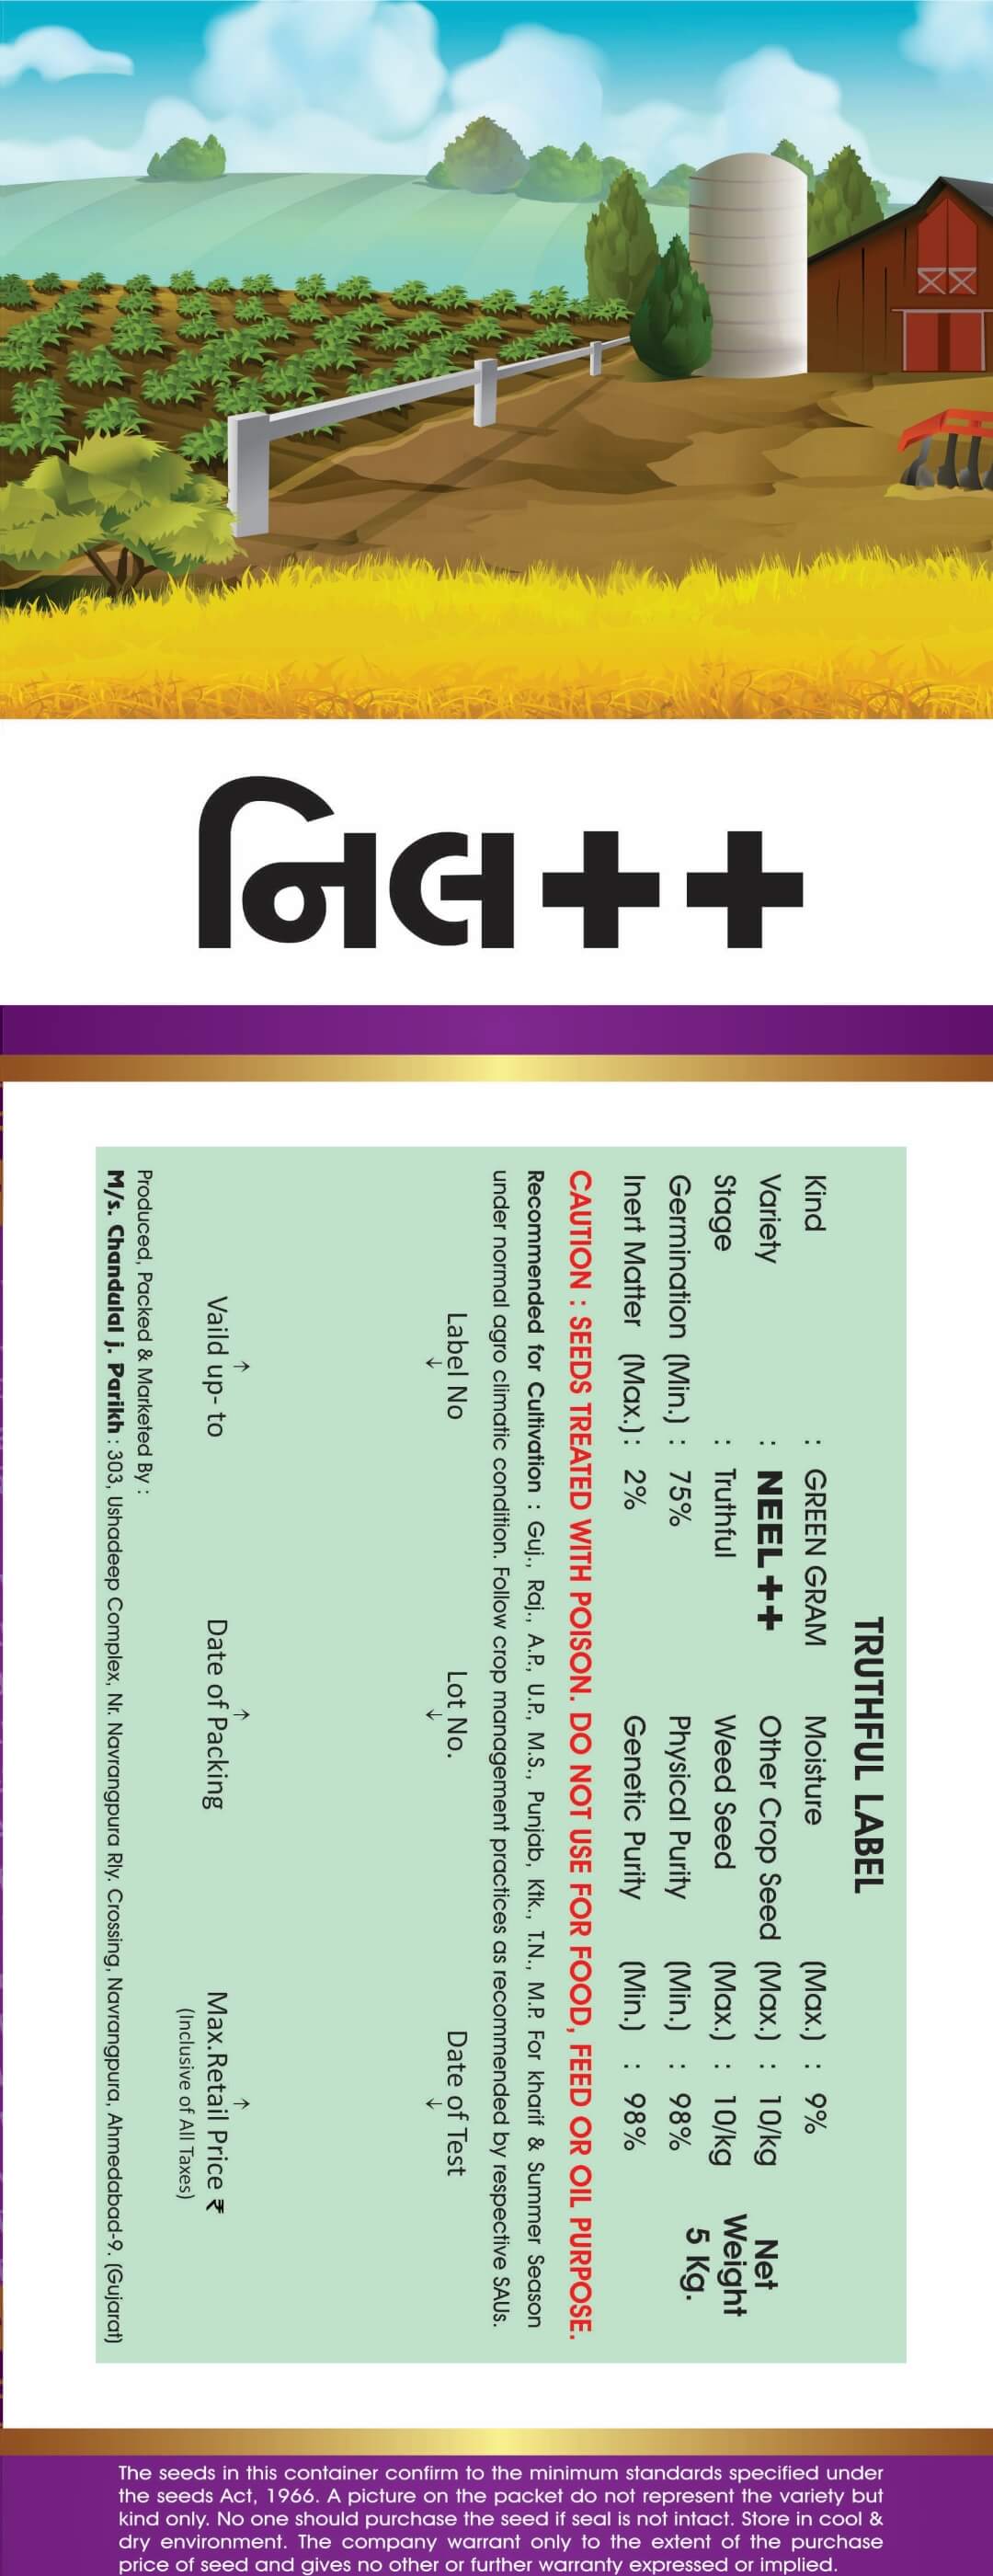 નિલ++
TRUTHFUL LABEL
Kind : GREEN GRAM Moisture (Max.) : 9%
Variety : NEEL++ Other Crop Seed (Max.) : 10/kg
Stage : Truthful Weed Seed (Max.) : 10/kg
Germination (Min.) : 75% Physical Purity (Min.) : 98%
Inert Matter (Max.) : 2% Genetic Purity (Min.) : 98%
Net
Weight
5 Kg.
CAUTION : SEEDS TREATED WITH POISON. DO NOT USE FOR FOOD, FEED OR OIL PURPOSE.
Recommended for Cultivation : Guj., Raj., A.P., U.P., M.S., Punjab, Ktk., T.N., M.P. For kharif & Summer Season
under normal agro climatic condition. Follow crop management practices as recommended by respective SAUs.
Label No Lot No. Date of Test
↓ ↓ ↓
↑ ↑ ↑
Vaild up- to Date of Packing Max.Retail Price ₹
(Inclusive of All Taxes)
Produced, Packed & Marketed By :
M/s. Chandulal j. Parikh : 303, Ushadeep Complex, Nr. Navrangpura Rly. Crossing, Navrangpura, Ahmedabad-9. (Gujarat)
The seeds in this container confirm to the minimum standards specified under
the seeds Act, 1966. A picture on the packet do not represent the variety but
kind only. No one should purchase the seed if seal is not intact. Store in cool &
dry environment. The company warrant only to the extent of the purchase
price of seed and gives no other or further warranty expressed or implied.